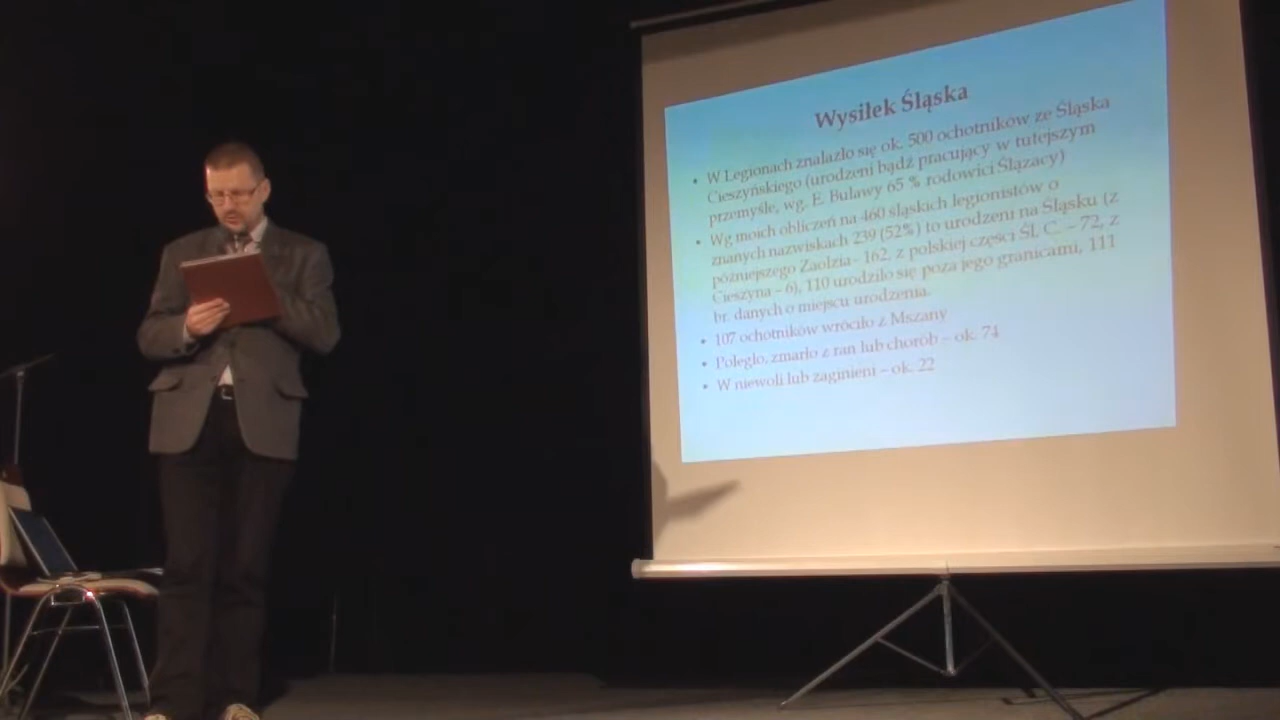 Wysiłek Śląska
• W Legionach znalazło się ok. 500 ochotników ze Śląska
Cieszyńskiego (urodzeni bądź pracujący w tutejszym
przemyśle, wg. E. Buławy 65 % rodowici Ślązacy)
• Wg moich obliczeń na 460 śląskich legionistów o
znanych nazwiskach 239 (52%) to urodzeni na Śląsku (z
późniejszego Zaolzia - 162, z polskiej części Śl. C. – 72, z
Cieszyna - 6), 110 urodziło się poza jego granicami, 111
br. danych o miejscu urodzenia.
• 107 ochotników wróciło z Mszany
• Poległo, zmarło z ran lub chorób – ok. 74
• W niewoli lub zaginieni – ok. 22